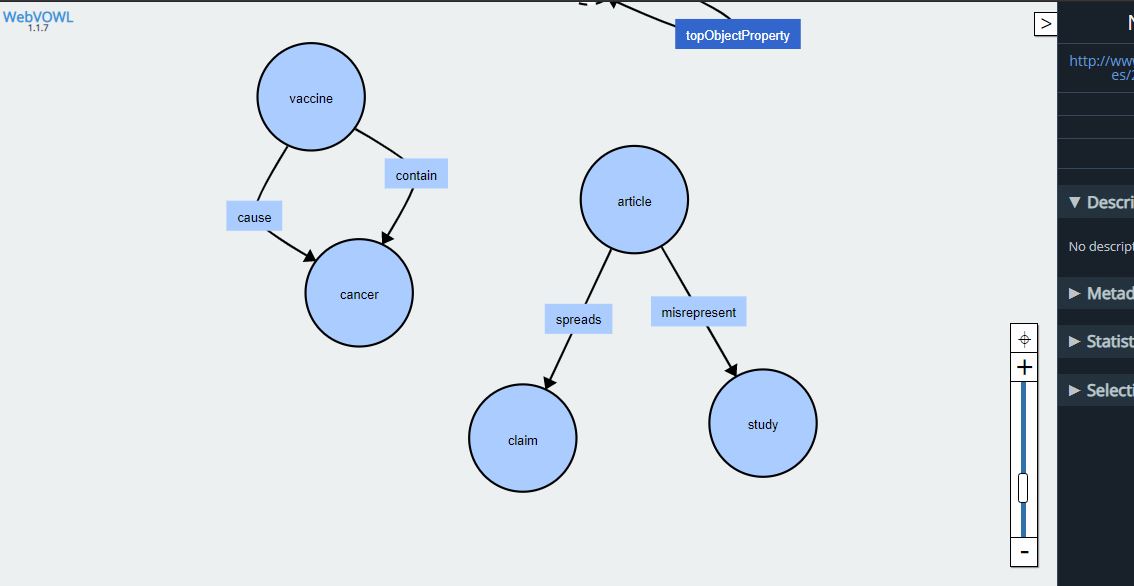 WebVOWL
1.1.7
topObjectProperty
>
N
http://www
es/2
vaccine
contain
cause
cancer
article
spreads
misrepresent
claim
study
▼ Descri
No descript
▶ Metad
▶ Statist
▶ Selecti
+
-